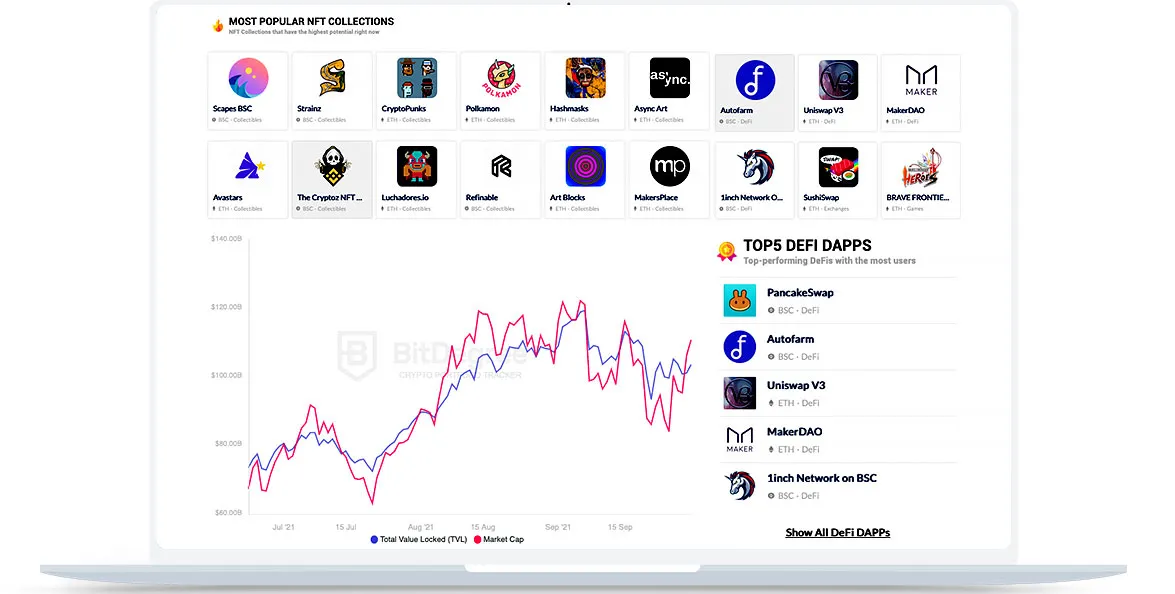 MOST POPULAR NFT COLLECTIONS
NFT Collections that have the highest potential right now
POLKAMON
async.
MAKER
Scapes BSC
Strainz
CryptoPunks
Polkamon
Hashmasks
Async Art
Autofarm
Uniswap V3
MakerDAO
BSC - Collectibles
BSC - Collectibles
ETH - Collectibles
ETH - Collectibles
ETH - Collectibles
ETH - Collectibles
BSC - DeFi
ETH - DeFi
ETH - DeFi
mp
HEROES
Avastars
The Cryptoz NFT ...
Luchadores.io
Refinable
Art Blocks
MakersPlace
1inch Network O...
SushiSwap
BRAVE FRONTIE...
ETH - Collectibles
BSC - Collectibles
ETH - Collectibles
BSC - Collectibles
ETH - Collectibles
ETH - Collectibles
BSC - DeFi
ETH - Exchanges
ETH - Games
$140.00B
$120.00B
$100.00B
$80.00B
$60.00B
BitDegree
Jul '21
15 Jul
Aug '21
15 Aug
Sep '21
15 Sep
Total Value Locked (TVL)
Market Cap
TOP5 DEFI DAPPS
Top-performing DeFis with the most users
PancakeSwap
BSC - DeFi
Autofarm
BSC - DeFi
Uniswap V3
ETH - DeFi
MAKER
MakerDAO
ETH - DeFi
1inch Network on BSC
BSC - DeFi
Show All DeFi DAPPs